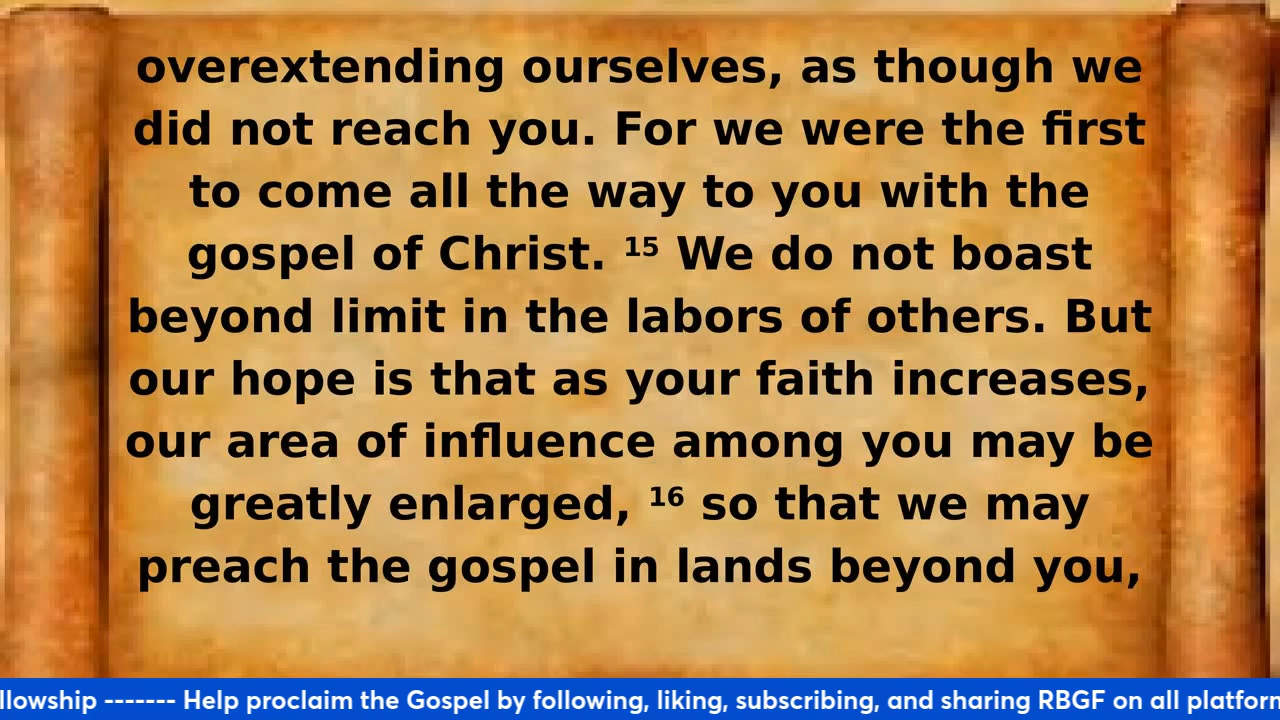 overextending ourselves, as though we
did not reach you. For we were the first
to come all the way to you with the
gospel of Christ. 15 We do not boast
beyond limit in the labors of others. But
our hope is that as your faith increases,
our area of influence among you may be
greatly enlarged, 16 so that we may
preach the gospel in lands beyond you,
llowship ------- Help proclaim the Gospel by following, liking, subscribing, and sharing RBGF on all platform